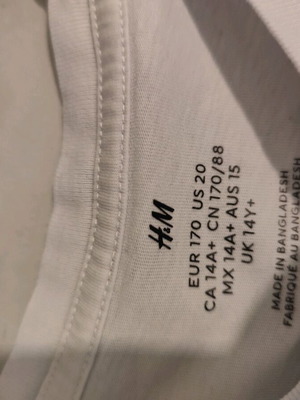 H&M
EUR 170 US 20
CA 14A+ CN 170/88
MX 14A+ AUS 15
UK 14Y+
MADE IN BANGLADESH
FABRIQUÉ AU BANGLADESH